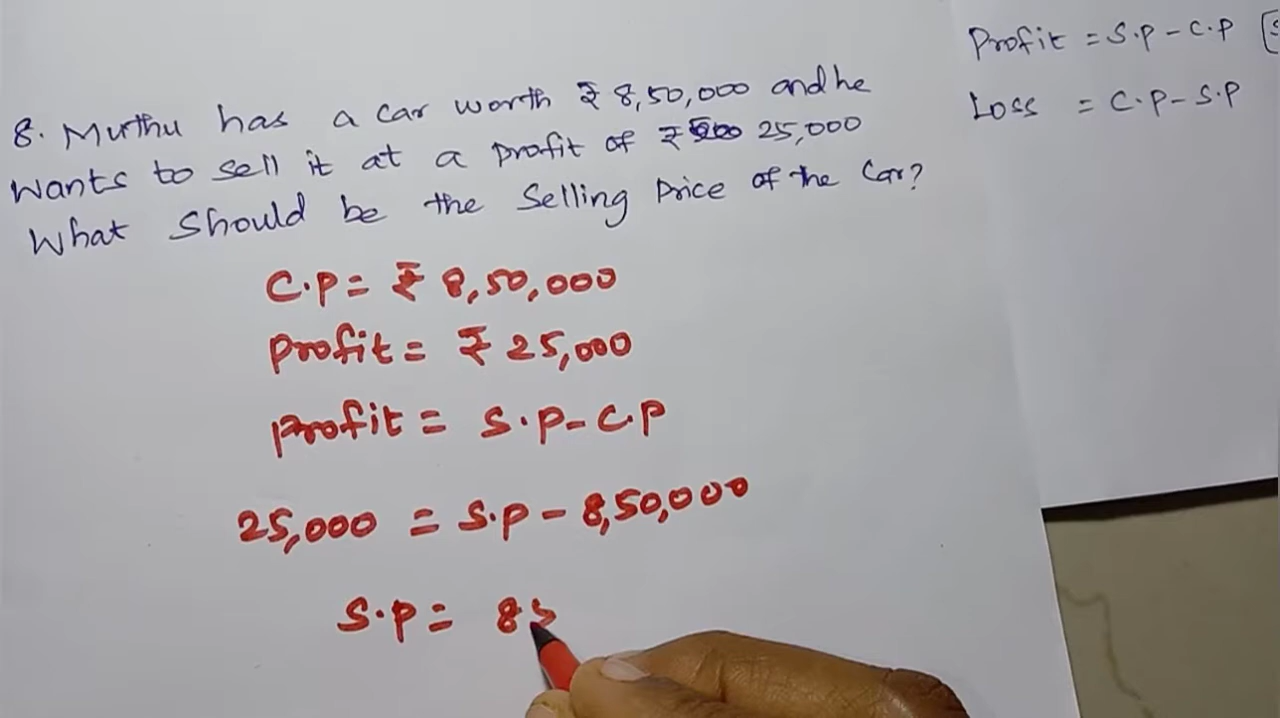 8. Muthu has a car worth ₹ 8,50,000 and he
wants to sell it at a profit of ₹ 25,000
What should be the selling price of the Car?
C.P = ₹ 8,50,000
profit = ₹ 25,000
profit = S.P - C.P
25,000 = S.P - 8,50,000
S.P = 85
Profit = S.P - C.P
Loss = C.P - S.P